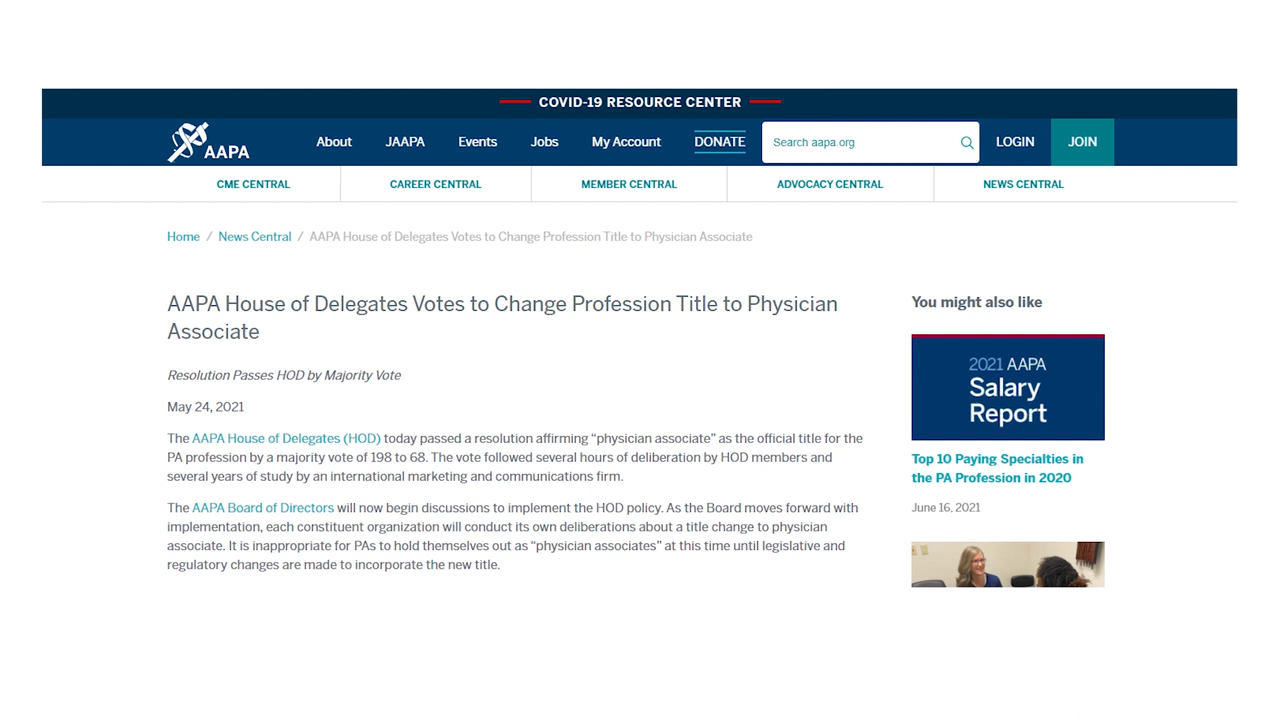 COVID-19 RESOURCE CENTER
AAPA
About JAAPA Events Jobs My Account DONATE Search aapa.org LOGIN JOIN
CME CENTRAL CAREER CENTRAL MEMBER CENTRAL ADVOCACY CENTRAL NEWS CENTRAL
Home / News Central / AAPA House of Delegates Votes to Change Profession Title to Physician Associate
AAPA House of Delegates Votes to Change Profession Title to Physician
Associate
Resolution Passes HOD by Majority Vote
May 24, 2021
The AAPA House of Delegates (HOD) today passed a resolution affirming “physician associate” as the official title for the
PA profession by a majority vote of 198 to 68. The vote followed several hours of deliberation by HOD members and
several years of study by an international marketing and communications firm.
The AAPA Board of Directors will now begin discussions to implement the HOD policy. As the Board moves forward with
implementation, each constituent organization will conduct its own deliberations about a title change to physician
associate. It is inappropriate for PAs to hold themselves out as “physician associates” at this time until legislative and
regulatory changes are made to incorporate the new title.
You might also like
2021 AAPA
Salary
Report
Top 10 Paying Specialties in
the PA Profession in 2020
June 16, 2021